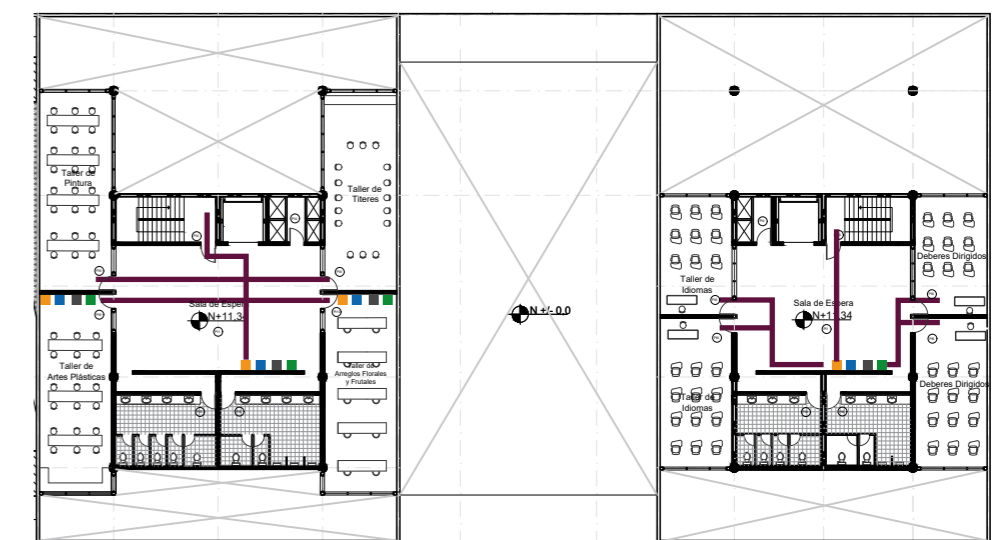 Taller de
Pintura
Taller de
Titeres
Sala de Espera
N+11,34
Taller de
Artes Plásticas
Taller de
Arreglos Florales
y Frutales
N +/- 0,0
Taller de
Idiomas
Deberes Dirigidos
Sala de Espera
N+11,34
Taller de
Idiomas
Deberes Dirigidos